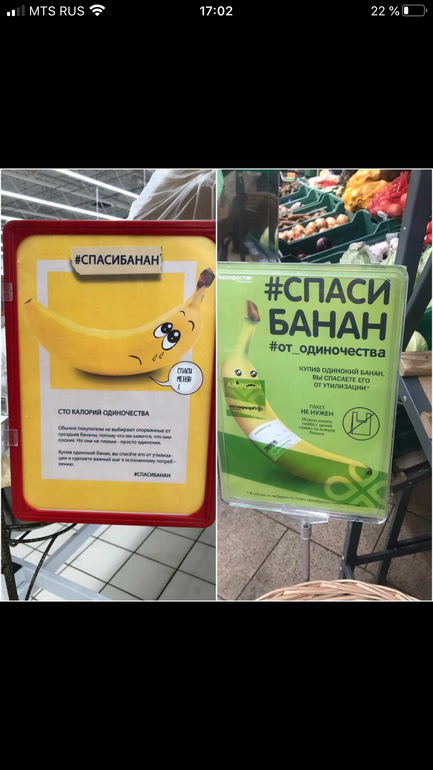 MTS RUS
17:02
22 %
#СПАСИБАНАН
СПАСИ
МЕНЯ!
СТО КАЛОРИЙ ОДИНОЧЕСТВА
Обычно покупатели не выбирают оторванные от
гроздей бананы, потому что им кажется, что они
плохие. Но они не плохие - просто одинокие.
Купив одинокий банан, вы спасёте его от утилиза-
ции и сделаете важный шаг к осознанному потреб-
лению.
#СПАСИБАНАН
#СПАСИ
БАНАН
#от_одиночества
КУПИВ ОДИНОКИЙ БАНАН,
ВЫ СПАСАЕТЕ ЕГО
ОТ УТИЛИЗАЦИИ*
ПАКЕТ
НЕ НУЖЕН